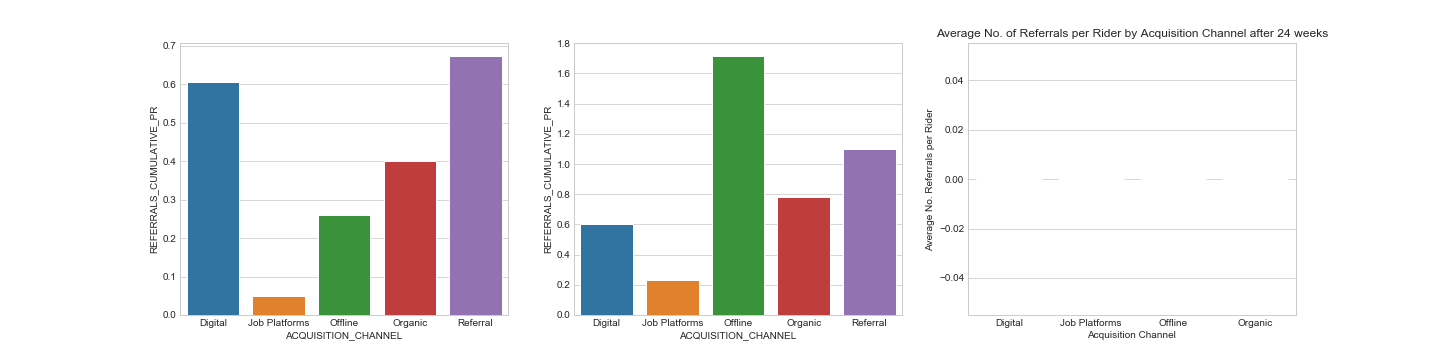 0.7
0.6
0.5
0.4
0.3
0.2
0.1
0.0
REFERRALS_CUMULATIVE_PR
Digital Job Platforms Offline Organic Referral
ACQUISITION_CHANNEL
1.8
1.6
1.4
1.2
1.0
0.8
0.6
0.4
0.2
0.0
REFERRALS_CUMULATIVE_PR
Digital Job Platforms Offline Organic Referral
ACQUISITION_CHANNEL
Average No. of Referrals per Rider by Acquisition Channel after 24 weeks
0.04
0.02
0.00
−0.02
−0.04
Average No. Referrals per Rider
Digital Job Platforms Offline Organic
Acquisition Channel